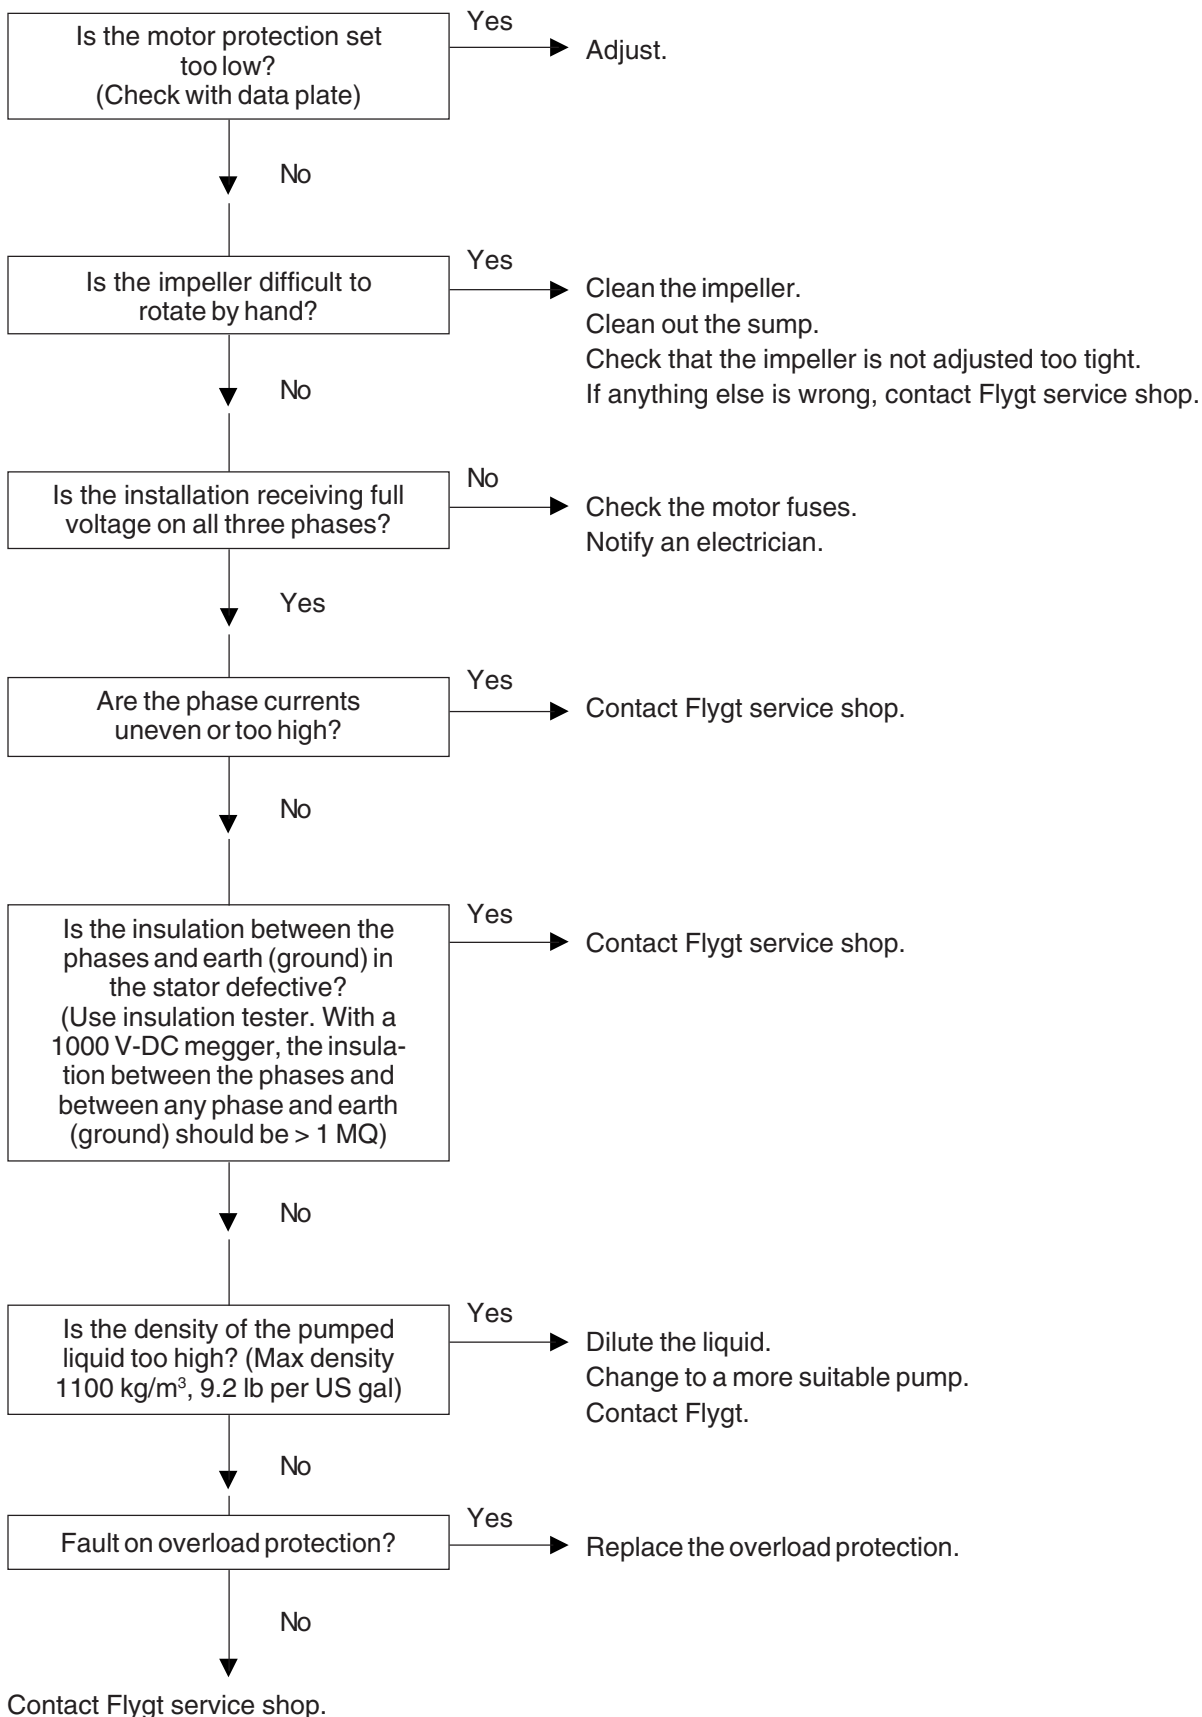 Is the motor protection set
too low?
(Check with data plate)
Yes
Adjust.
No
Is the impeller difficult to
rotate by hand?
Yes
Clean the impeller.
Clean out the sump.
Check that the impeller is not adjusted too tight.
If anything else is wrong, contact Flygt service shop.
No
Is the installation receiving full
voltage on all three phases?
No
Check the motor fuses.
Notify an electrician.
Yes
Are the phase currents
uneven or too high?
Yes
Contact Flygt service shop.
No
Is the insulation between the
phases and earth (ground) in
the stator defective?
(Use insulation tester. With a
1000 V-DC megger, the insula-
tion between the phases and
between any phase and earth
(ground) should be > 1 MQ)
Yes
Contact Flygt service shop.
No
Is the density of the pumped
liquid too high? (Max density
1100 kg/m³, 9.2 lb per US gal)
Yes
Dilute the liquid.
Change to a more suitable pump.
Contact Flygt.
No
Fault on overload protection?
Yes
Replace the overload protection.
No
Contact Flygt service shop.